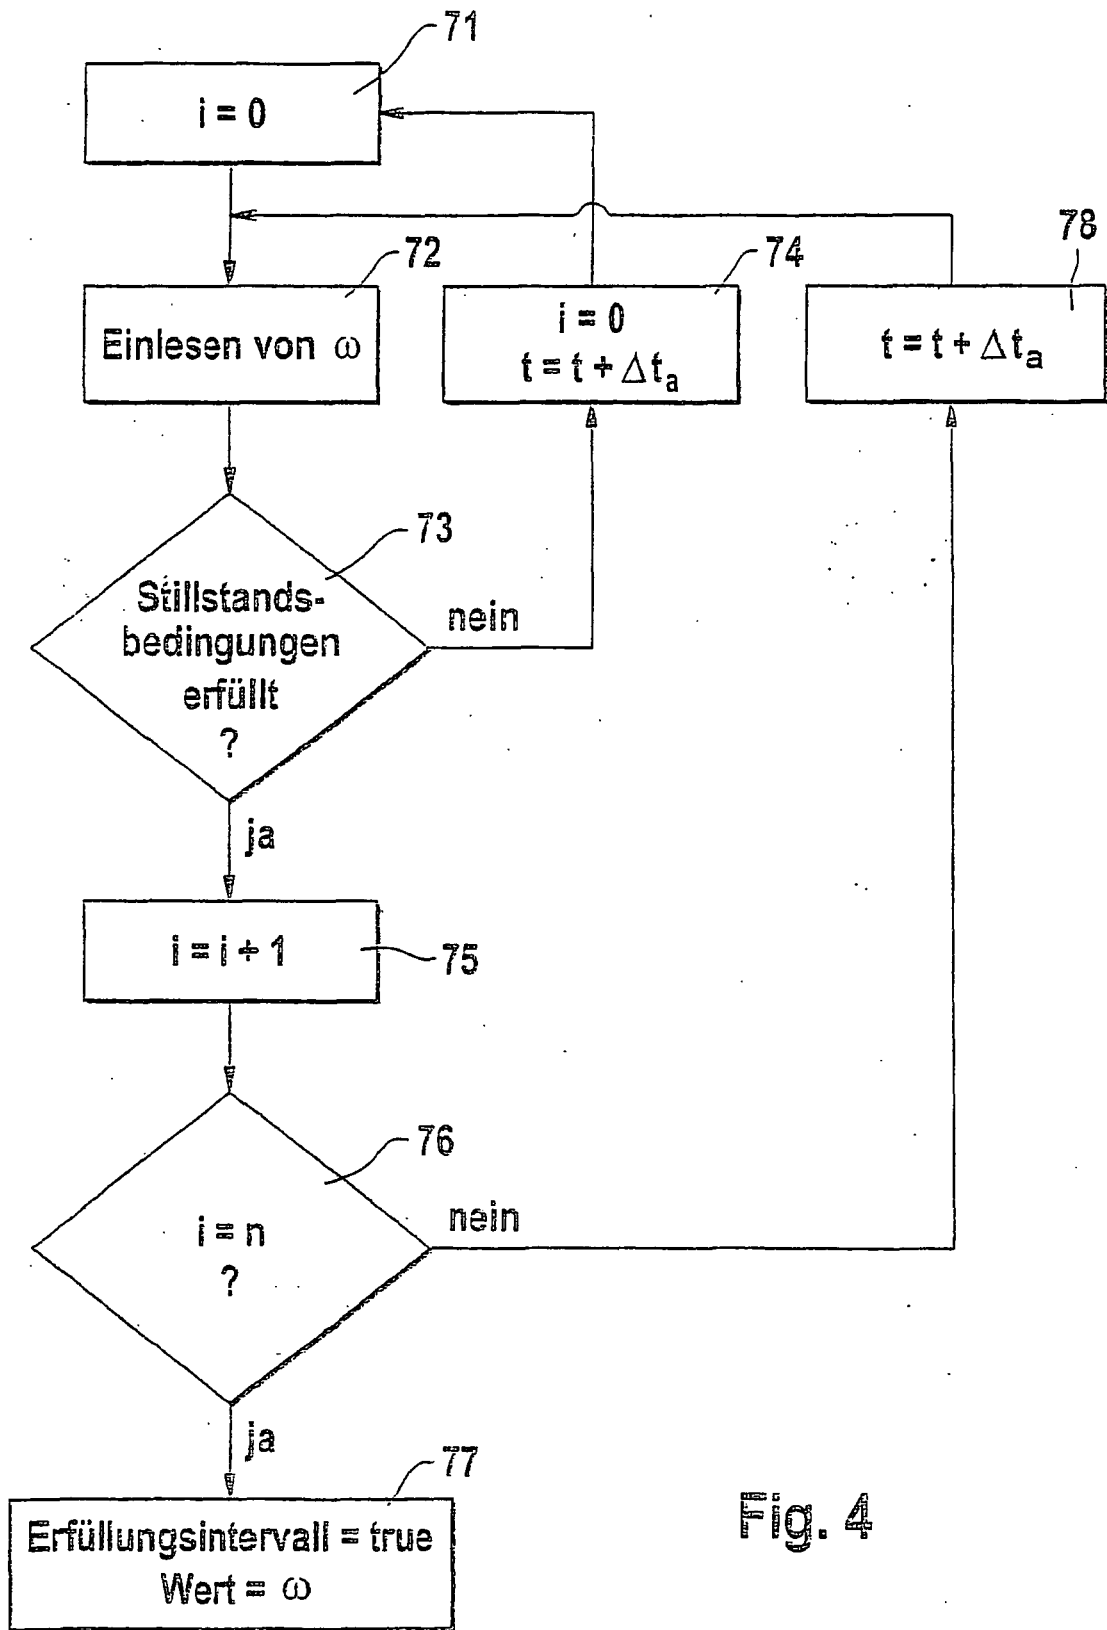 71
i = 0
72
74
78
Einlesen von ω
i = 0
t = t + Δtₐ
t = t + Δtₐ
73
Stillstands-
bedingungen
erfüllt
?
nein
ja
i = i + 1
75
76
i = n
?
nein
ja
77
Erfüllungsintervall = true
Wert = ω
Fig. 4